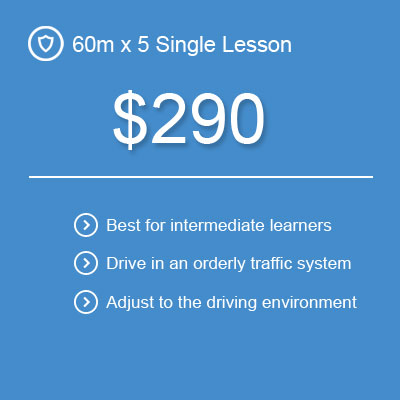 60m x 5 Single Lesson
$290
Best for intermediate learners
Drive in an orderly traffic system
Adjust to the driving environment